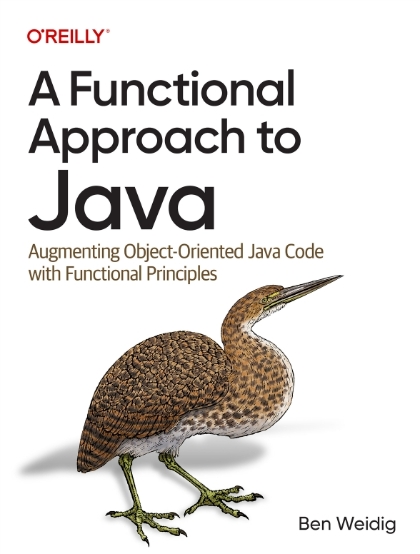 O'REILLY®
A Functional
Approach to
Java
Augmenting Object-Oriented Java Code
with Functional Principles
Ben Weidig